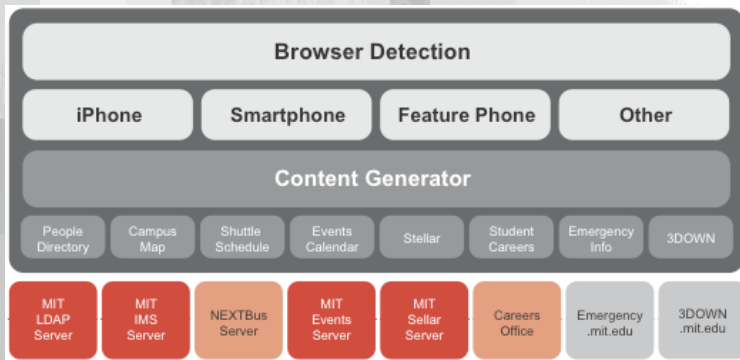 Browser Detection
iPhone
Smartphone
Feature Phone
Other
Content Generator
People
Directory
Campus
Map
Shuttle
Schedule
Events
Calendar
Stellar
Student
Careers
Emergency
Info
3DOWN
MIT
LDAP
Server
MIT
IMS
Server
NEXTBus
Server
MIT
Events
Server
MIT
Sellar
Server
Careers
Office
Emergency
.mit.edu
3DOWN
.mit.edu